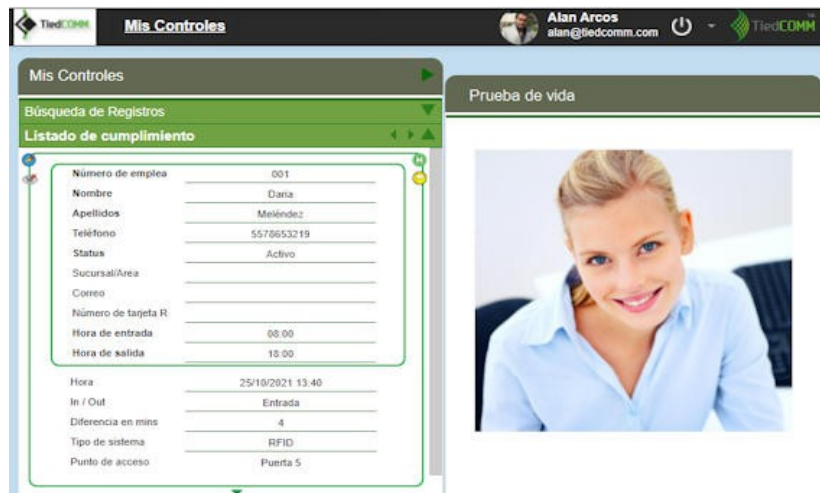 TiedCOMM
Mis Controles
Alan Arcos
alan@tiedcomm.com
TiedCOMM
Mis Controles
Búsqueda de Registros
Listado de cumplimiento
Número de emplea 001
Nombre Daria
Apellidos Meléndez
Teléfono 5578653219
Status Activo
Sucursal/Area
Correo
Número de tarjeta R
Hora de entrada 08:00
Hora de salida 18:00
Hora 25/10/2021 13:40
In / Out Entrada
Diferencia en mins 4
Tipo de sistema RFID
Punto de acceso Puerta 5
Prueba de vida